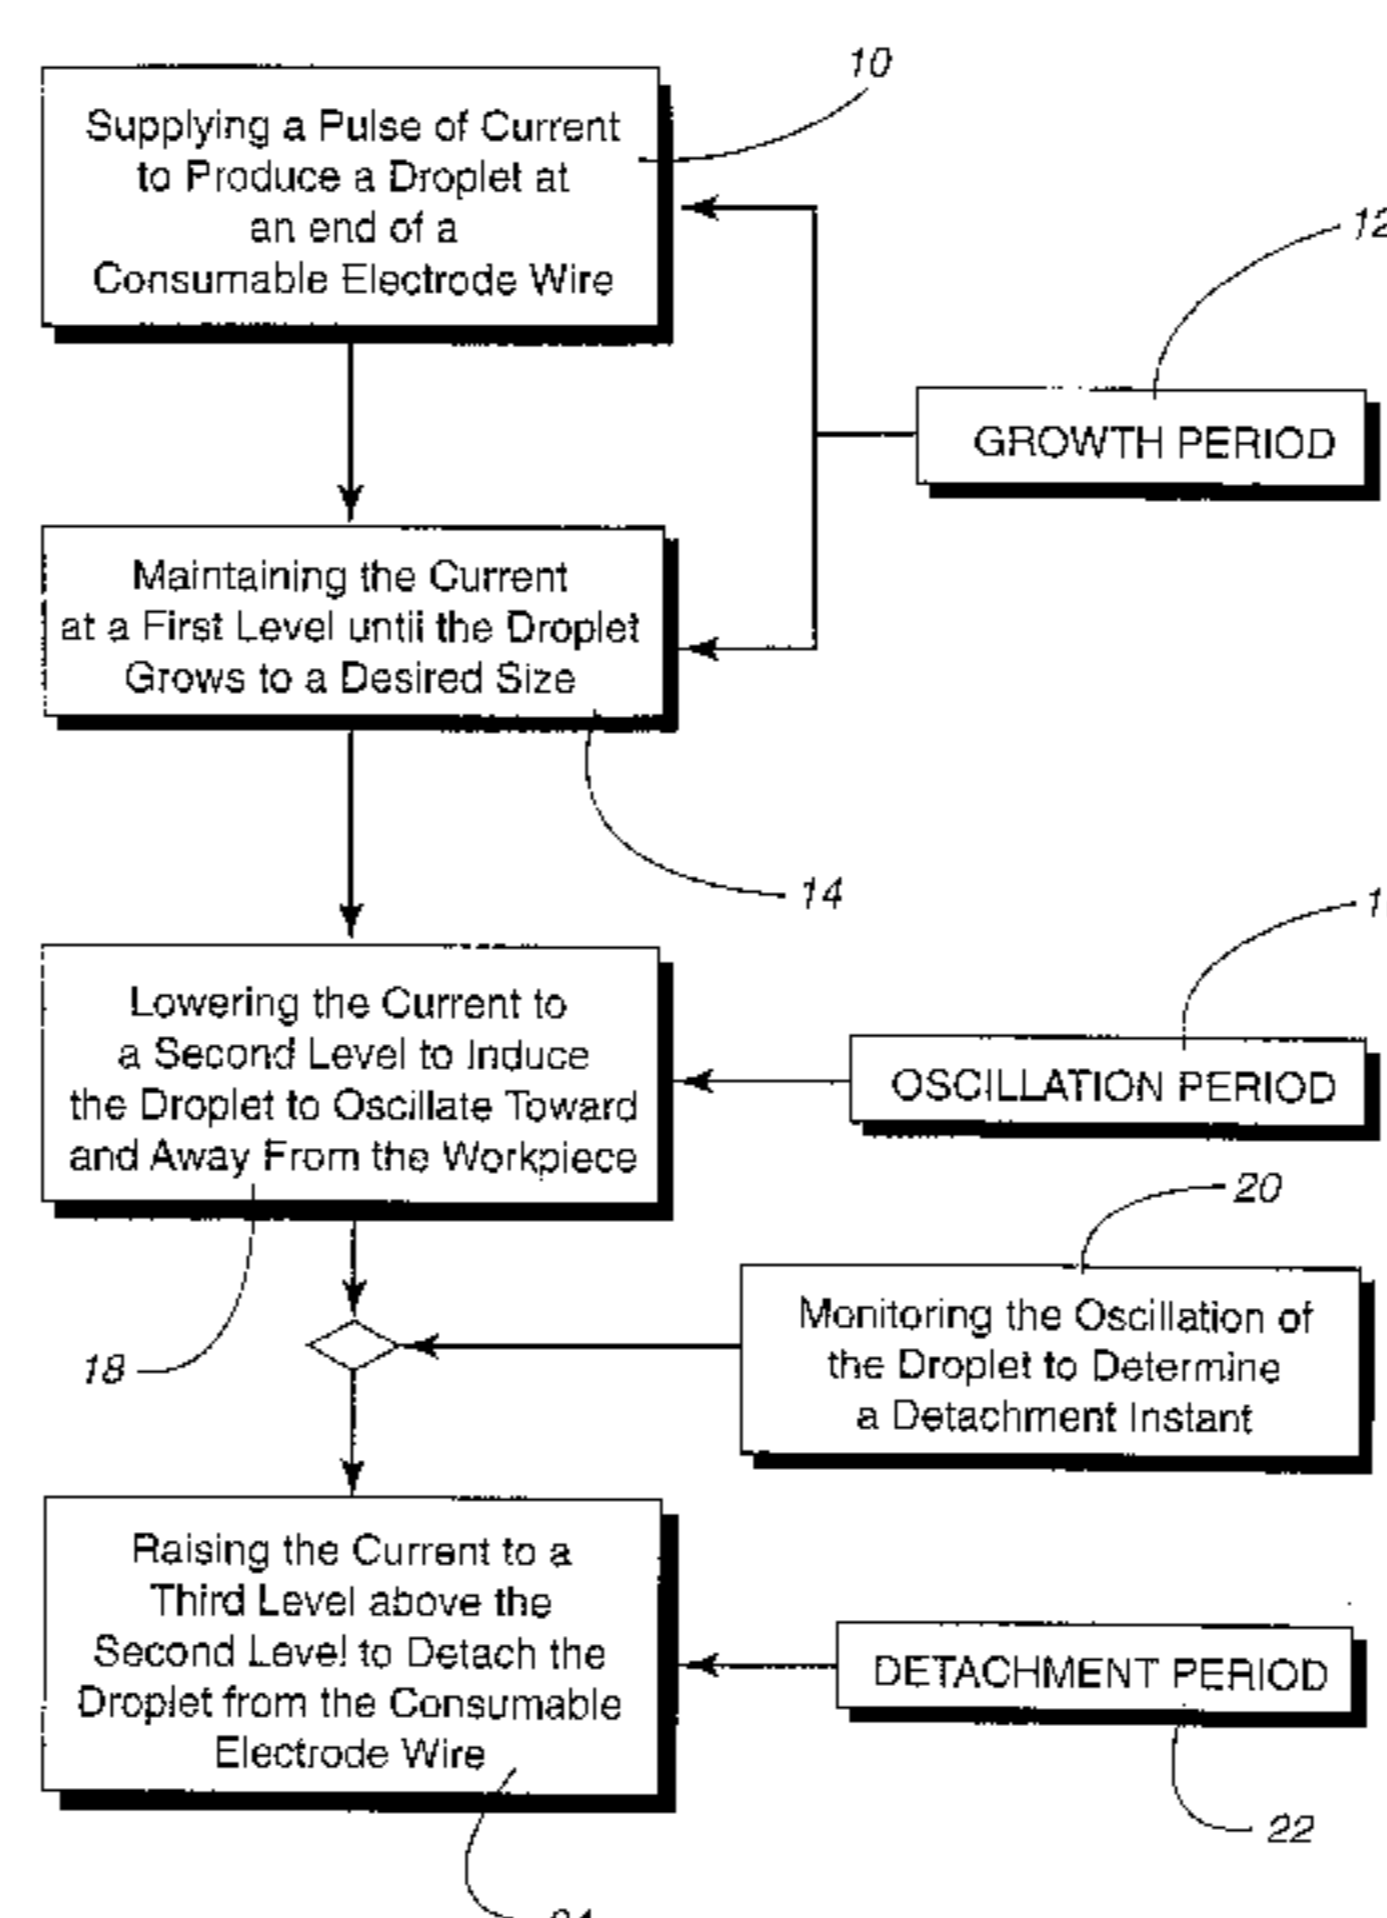 10
Supplying a Pulse of Current
to Produce a Droplet at
an end of a
Consumable Electrode Wire
12
GROWTH PERIOD
Maintaining the Current
at a First Level until the Droplet
Grows to a Desired Size
14
Lowering the Current to
a Second Level to Induce
the Droplet to Oscillate Toward
and Away From the Workpiece
OSCILLATION PERIOD
18
20
Monitoring the Oscillation of
the Droplet to Determine
a Detachment Instant
Raising the Current to a
Third Level above the
Second Level to Detach the
Droplet from the Consumable
Electrode Wire
DETACHMENT PERIOD
22